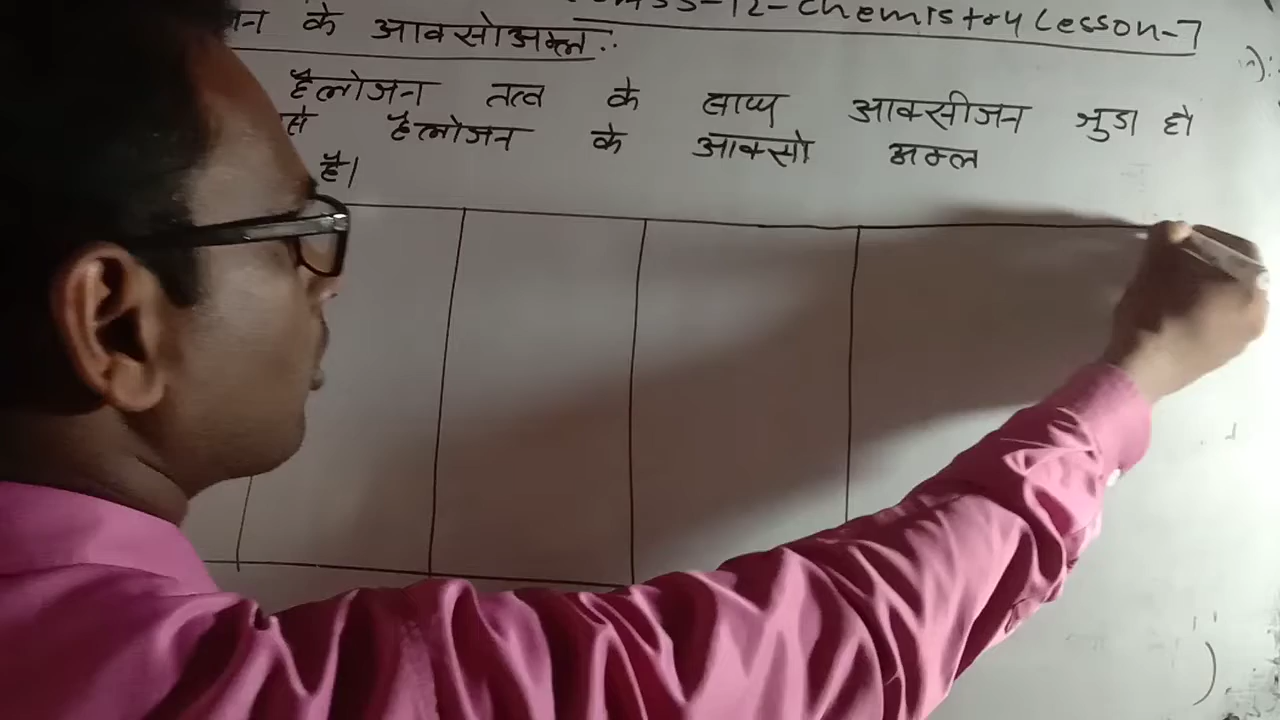 Class-12-Chemistry Lesson-7
के आक्सोअम्ल :
हैलोजन तत्व के साथ आक्सीजन जुडा हो
हैलोजन के आक्सो अम्ल
है।